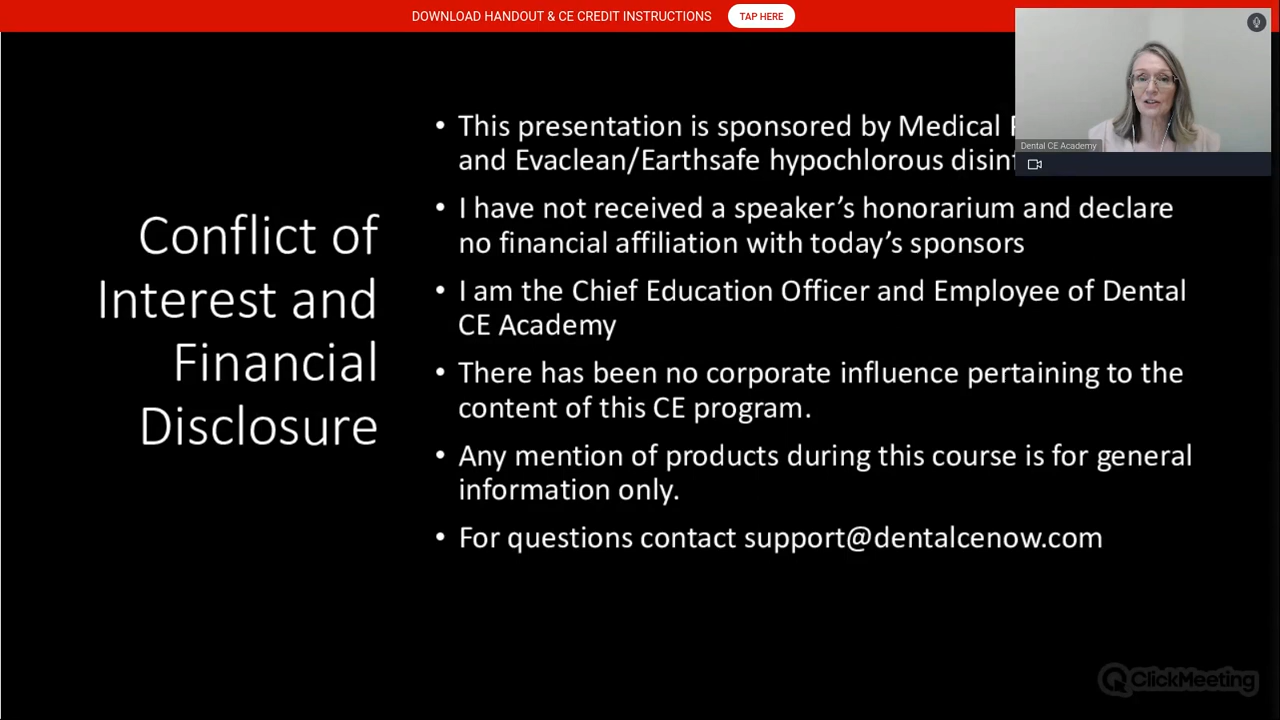 DOWNLOAD HANDOUT & CE CREDIT INSTRUCTIONS TAP HERE
Dental CE Academy
Conflict of
Interest and
Financial
Disclosure
• This presentation is sponsored by Medical
and Evaclean/Earthsafe hypochlorous
• I have not received a speaker’s honorarium and declare
no financial affiliation with today’s sponsors
• I am the Chief Education Officer and Employee of Dental
CE Academy
• There has been no corporate influence pertaining to the
content of this CE program.
• Any mention of products during this course is for general
information only.
• For questions contact support@dentalcenow.com
ClickMeeting